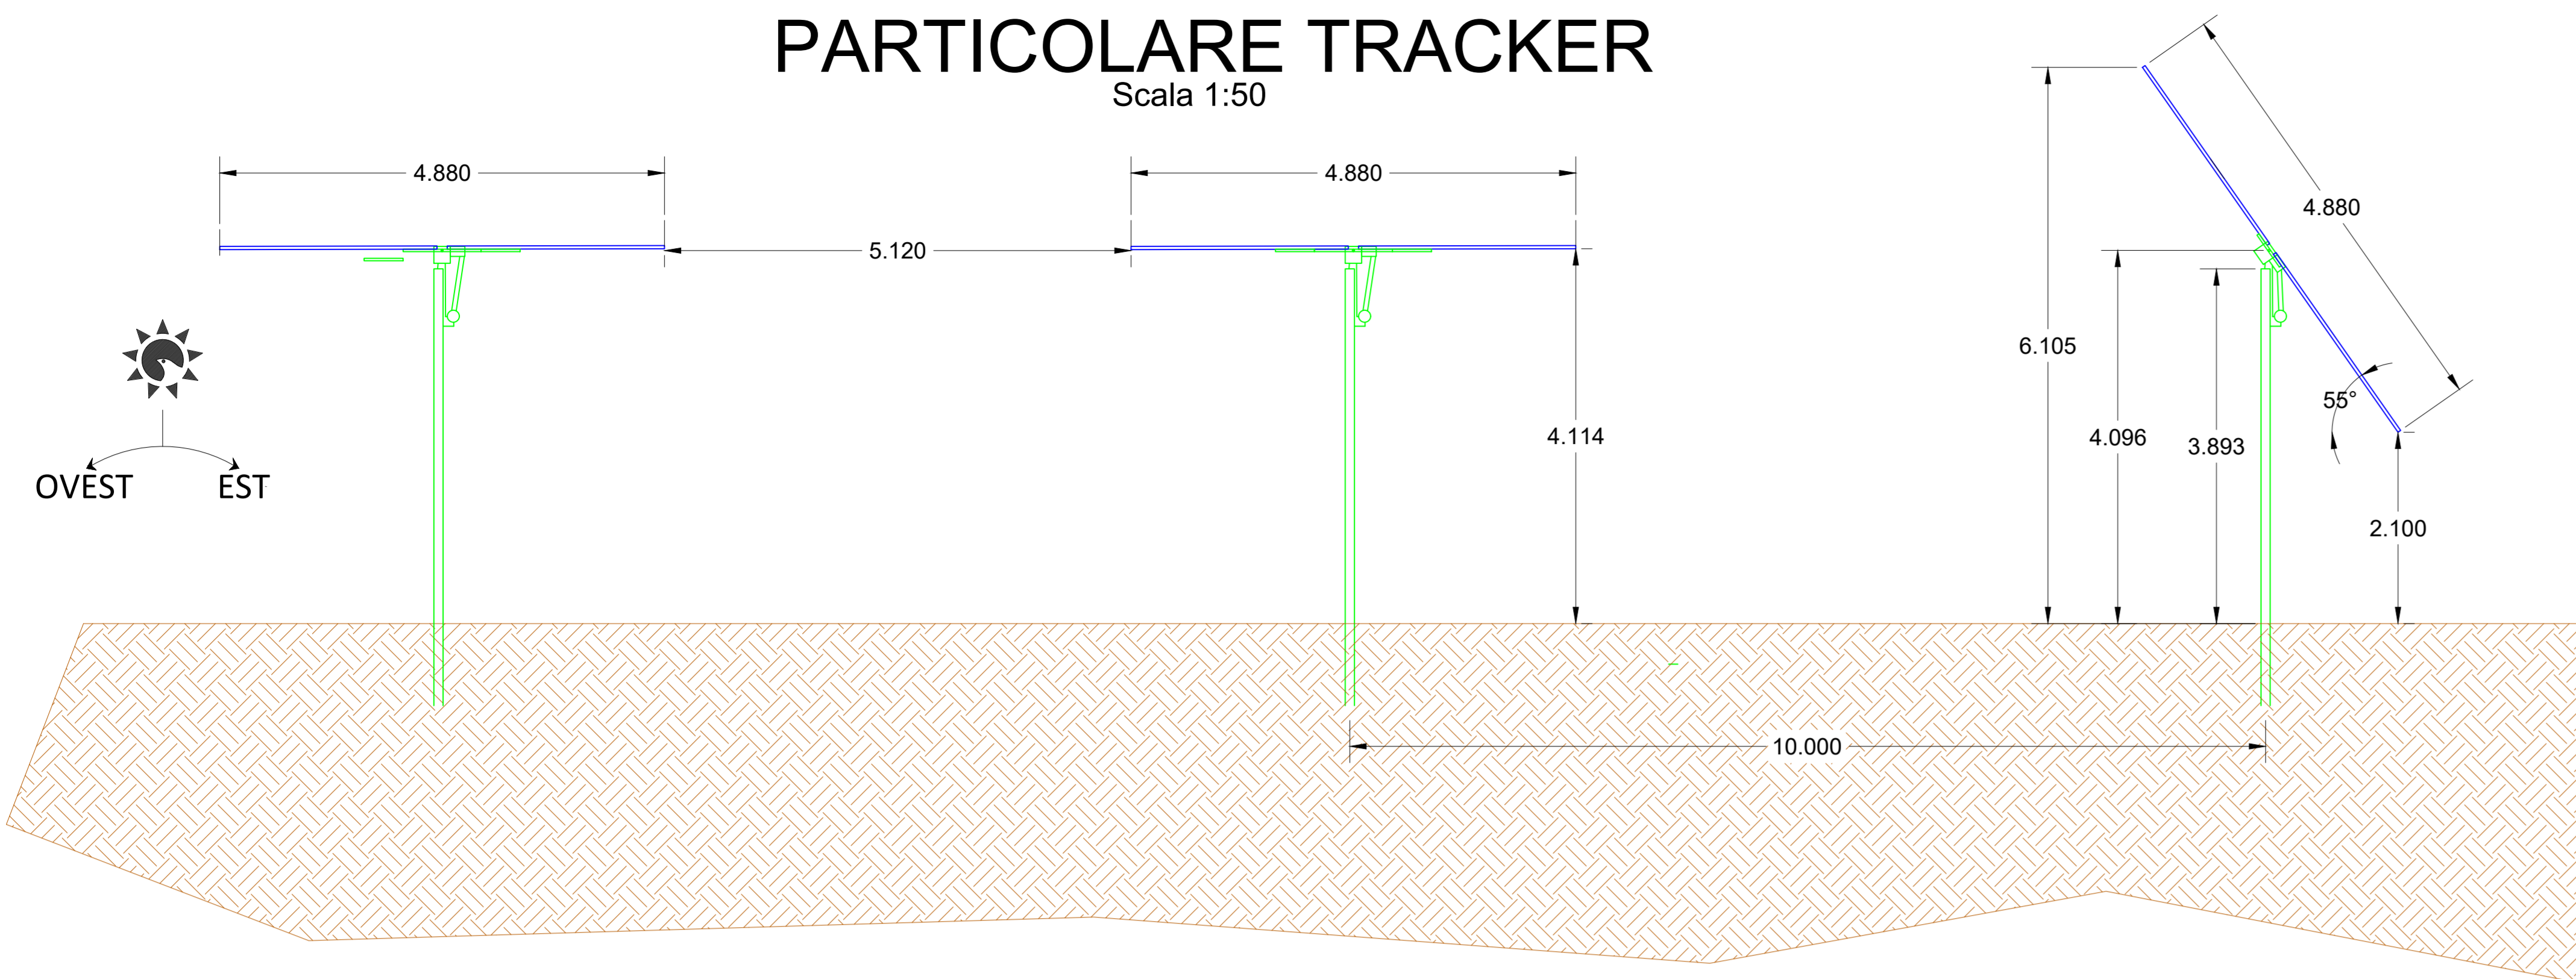 PARTICOLARE TRACKER
Scala 1:50
4.880
4.880
4.880
5.120
6.105
55°
4.114
4.096
3.893
OVEST
EST
2.100
10.000